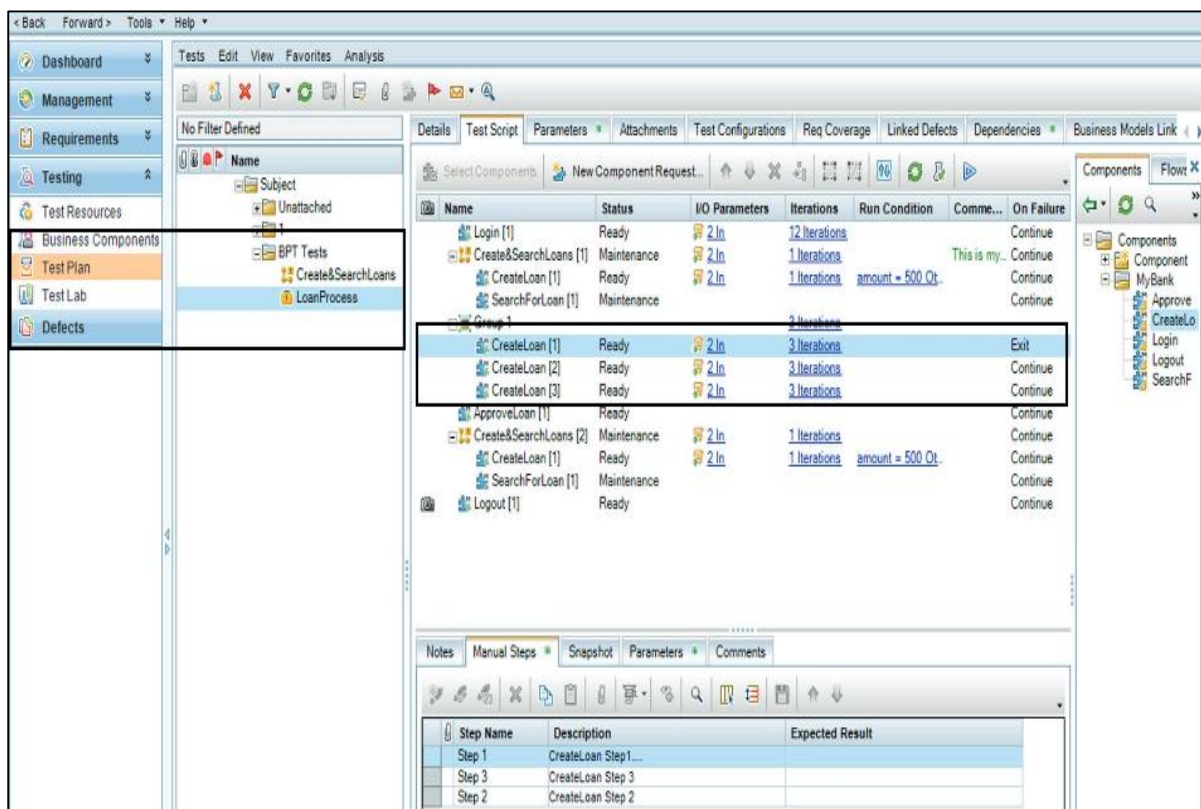 < Back Forward > Tools Help
Dashboard
Management
Requirements
Testing
Test Resources
Business Components
Test Plan
Test Lab
Defects
Tests Edit View Favorites Analysis
No Filter Defined
Name
Subject
Unattached
1
BPT Tests
Create&SearchLoans
LoanProcess
Details Test Script Parameters Attachments Test Configurations Req Coverage Linked Defects Dependencies Business Models Link
Select Components New Component Request...
Name Status I/O Parameters Iterations Run Condition Comme... On Failure
Login [1] Ready 2 In 12 Iterations Continue
Create&SearchLoans [1] Maintenance 1 Iterations This is my... Continue
CreateLoan [1] Ready 2 In 1 Iterations amount = 500 Ot... Continue
SearchForLoan [1] Maintenance Continue
Group 1 3 Iterations
CreateLoan [1] Ready 2 In 3 Iterations Exit
CreateLoan [2] Ready 2 In 3 Iterations Continue
CreateLoan [3] Ready 2 In 3 Iterations Continue
ApproveLoan [1] Ready Continue
Create&SearchLoans [2] Maintenance 2 In 1 Iterations Continue
CreateLoan [1] Ready 2 In 1 Iterations amount = 500 Ot... Continue
SearchForLoan [1] Maintenance Continue
Logout [1] Ready Continue
Components Flows
Components
Component
MyBank
Approve
CreateLo
Login
Logout
SearchF
Notes Manual Steps Snapshot Parameters Comments
Step Name Description Expected Result
Step 1 CreateLoan Step1....
Step 3 CreateLoan Step 3
Step 2 CreateLoan Step 2